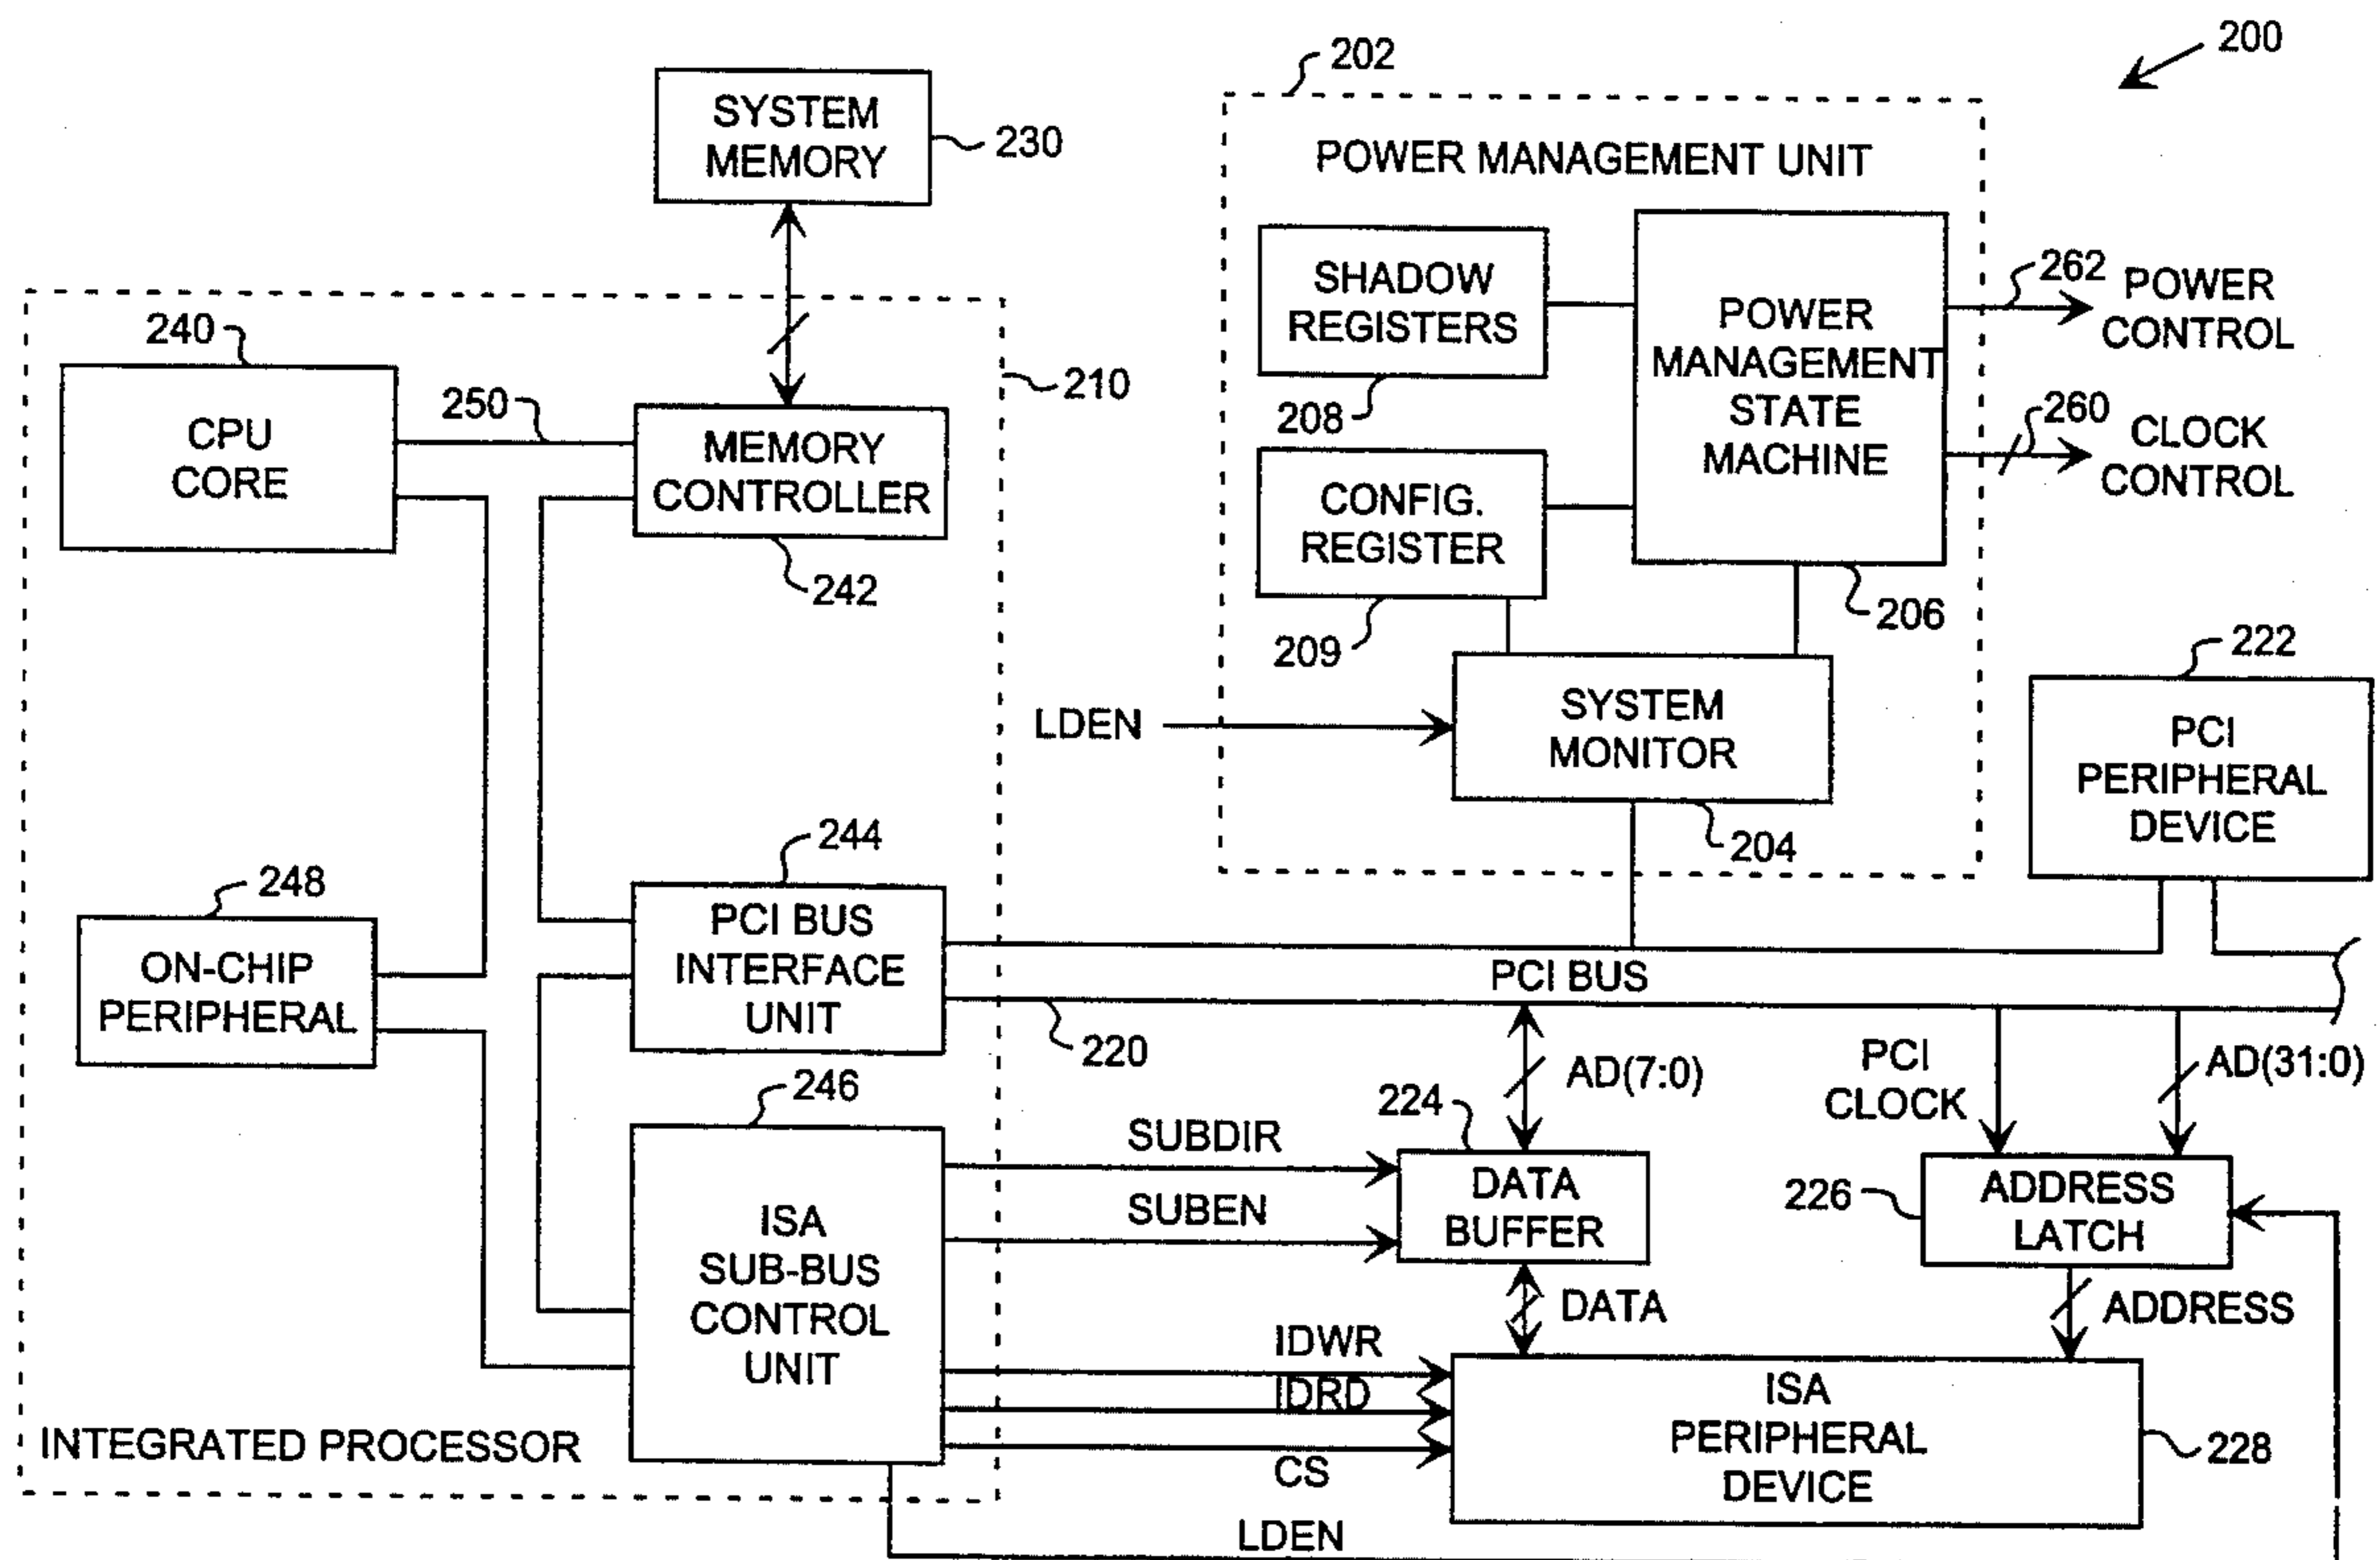 200
202
SYSTEM
MEMORY
230
POWER MANAGEMENT UNIT
SHADOW
REGISTERS
208
POWER
MANAGEMENT
STATE
MACHINE
262
POWER
CONTROL
260
CLOCK
CONTROL
240
CPU
CORE
250
210
MEMORY
CONTROLLER
242
CONFIG.
REGISTER
209
206
LDEN
SYSTEM
MONITOR
204
222
PCI
PERIPHERAL
DEVICE
244
248
ON-CHIP
PERIPHERAL
PCI BUS
INTERFACE
UNIT
PCI BUS
220
246
AD(7:0)
PCI
CLOCK
AD(31:0)
224
SUBDIR
SUBEN
DATA
BUFFER
226
ADDRESS
LATCH
ISA
SUB-BUS
CONTROL
UNIT
DATA
ADDRESS
IDWR
IDRD
CS
ISA
PERIPHERAL
DEVICE
228
INTEGRATED PROCESSOR
LDEN